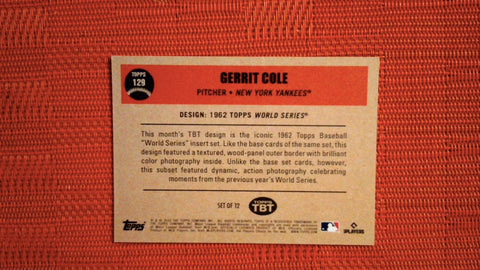 TOPPS
129
GERRIT COLE
PITCHER • NEW YORK YANKEES®
DESIGN: 1962 TOPPS WORLD SERIES®
This month's TBT design is the iconic 1962 Topps Baseball
"World Series" insert set. Like the base cards of the same set, this
design featured a textured, wood-panel outer border with brilliant
color photography inside. Unlike the base set cards, however,
this subset featured dynamic, action photography celebrating
moments from the previous year's World Series.
SET OF 12
TOPPS
TBT
Topps
PLAYERS